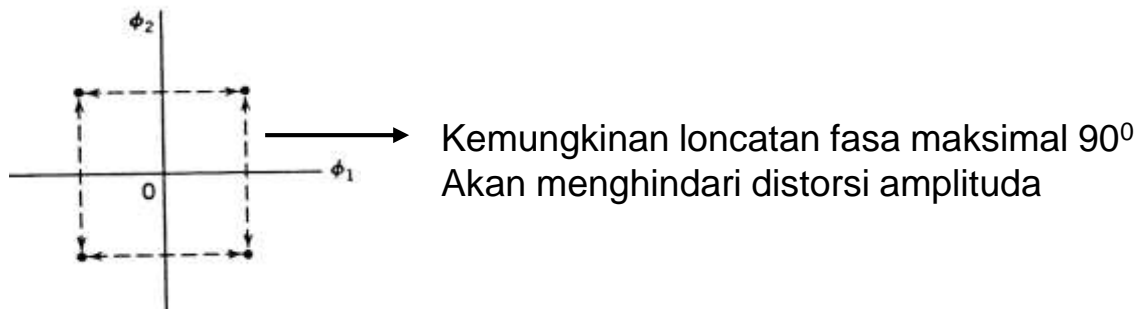 ϕ₂
Kemungkinan loncatan fasa maksimal 90⁰
ϕ₁
0
Akan menghindari distorsi amplituda